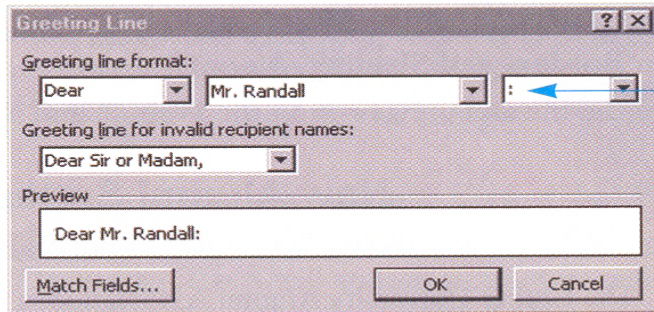 Greeting Line
Greeting line format:
Dear Mr. Randall :
Greeting line for invalid recipient names:
Dear Sir or Madam,
Preview
Dear Mr. Randall:
Match Fields... OK Cancel